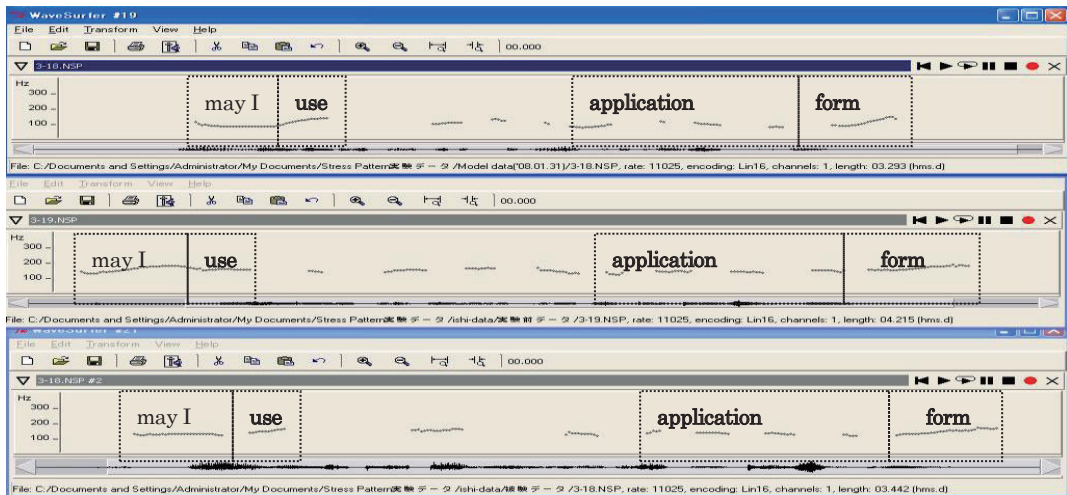 WaveSurfer #19
File Edit Transform View Help
00.000
3-18.NSP
Hz
300
200
100
may I use application form
File: C:/Documents and Settings/Administrator/My Documents/Stress Pattern実験データ/Model data('08.01.31)/3-18.NSP, rate: 11025, encoding: Lin16, channels: 1, length: 03.293 (hms.d)
File Edit Transform View Help
00.000
3-19.NSP
Hz
300
200
100
may I use application form
File: C:/Documents and Settings/Administrator/My Documents/Stress Pattern実験データ/ishi-data/実験前データ/3-19.NSP, rate: 11025, encoding: Lin16, channels: 1, length: 04.215 (hms.d)
WaveSurfer #21
File Edit Transform View Help
00.000
3-18.NSP #2
Hz
300
200
100
may I use application form
File: C:/Documents and Settings/Administrator/My Documents/Stress Pattern実験データ/ishi-data/実験データ/3-18.NSP, rate: 11025, encoding: Lin16, channels: 1, length: 03.442 (hms.d)